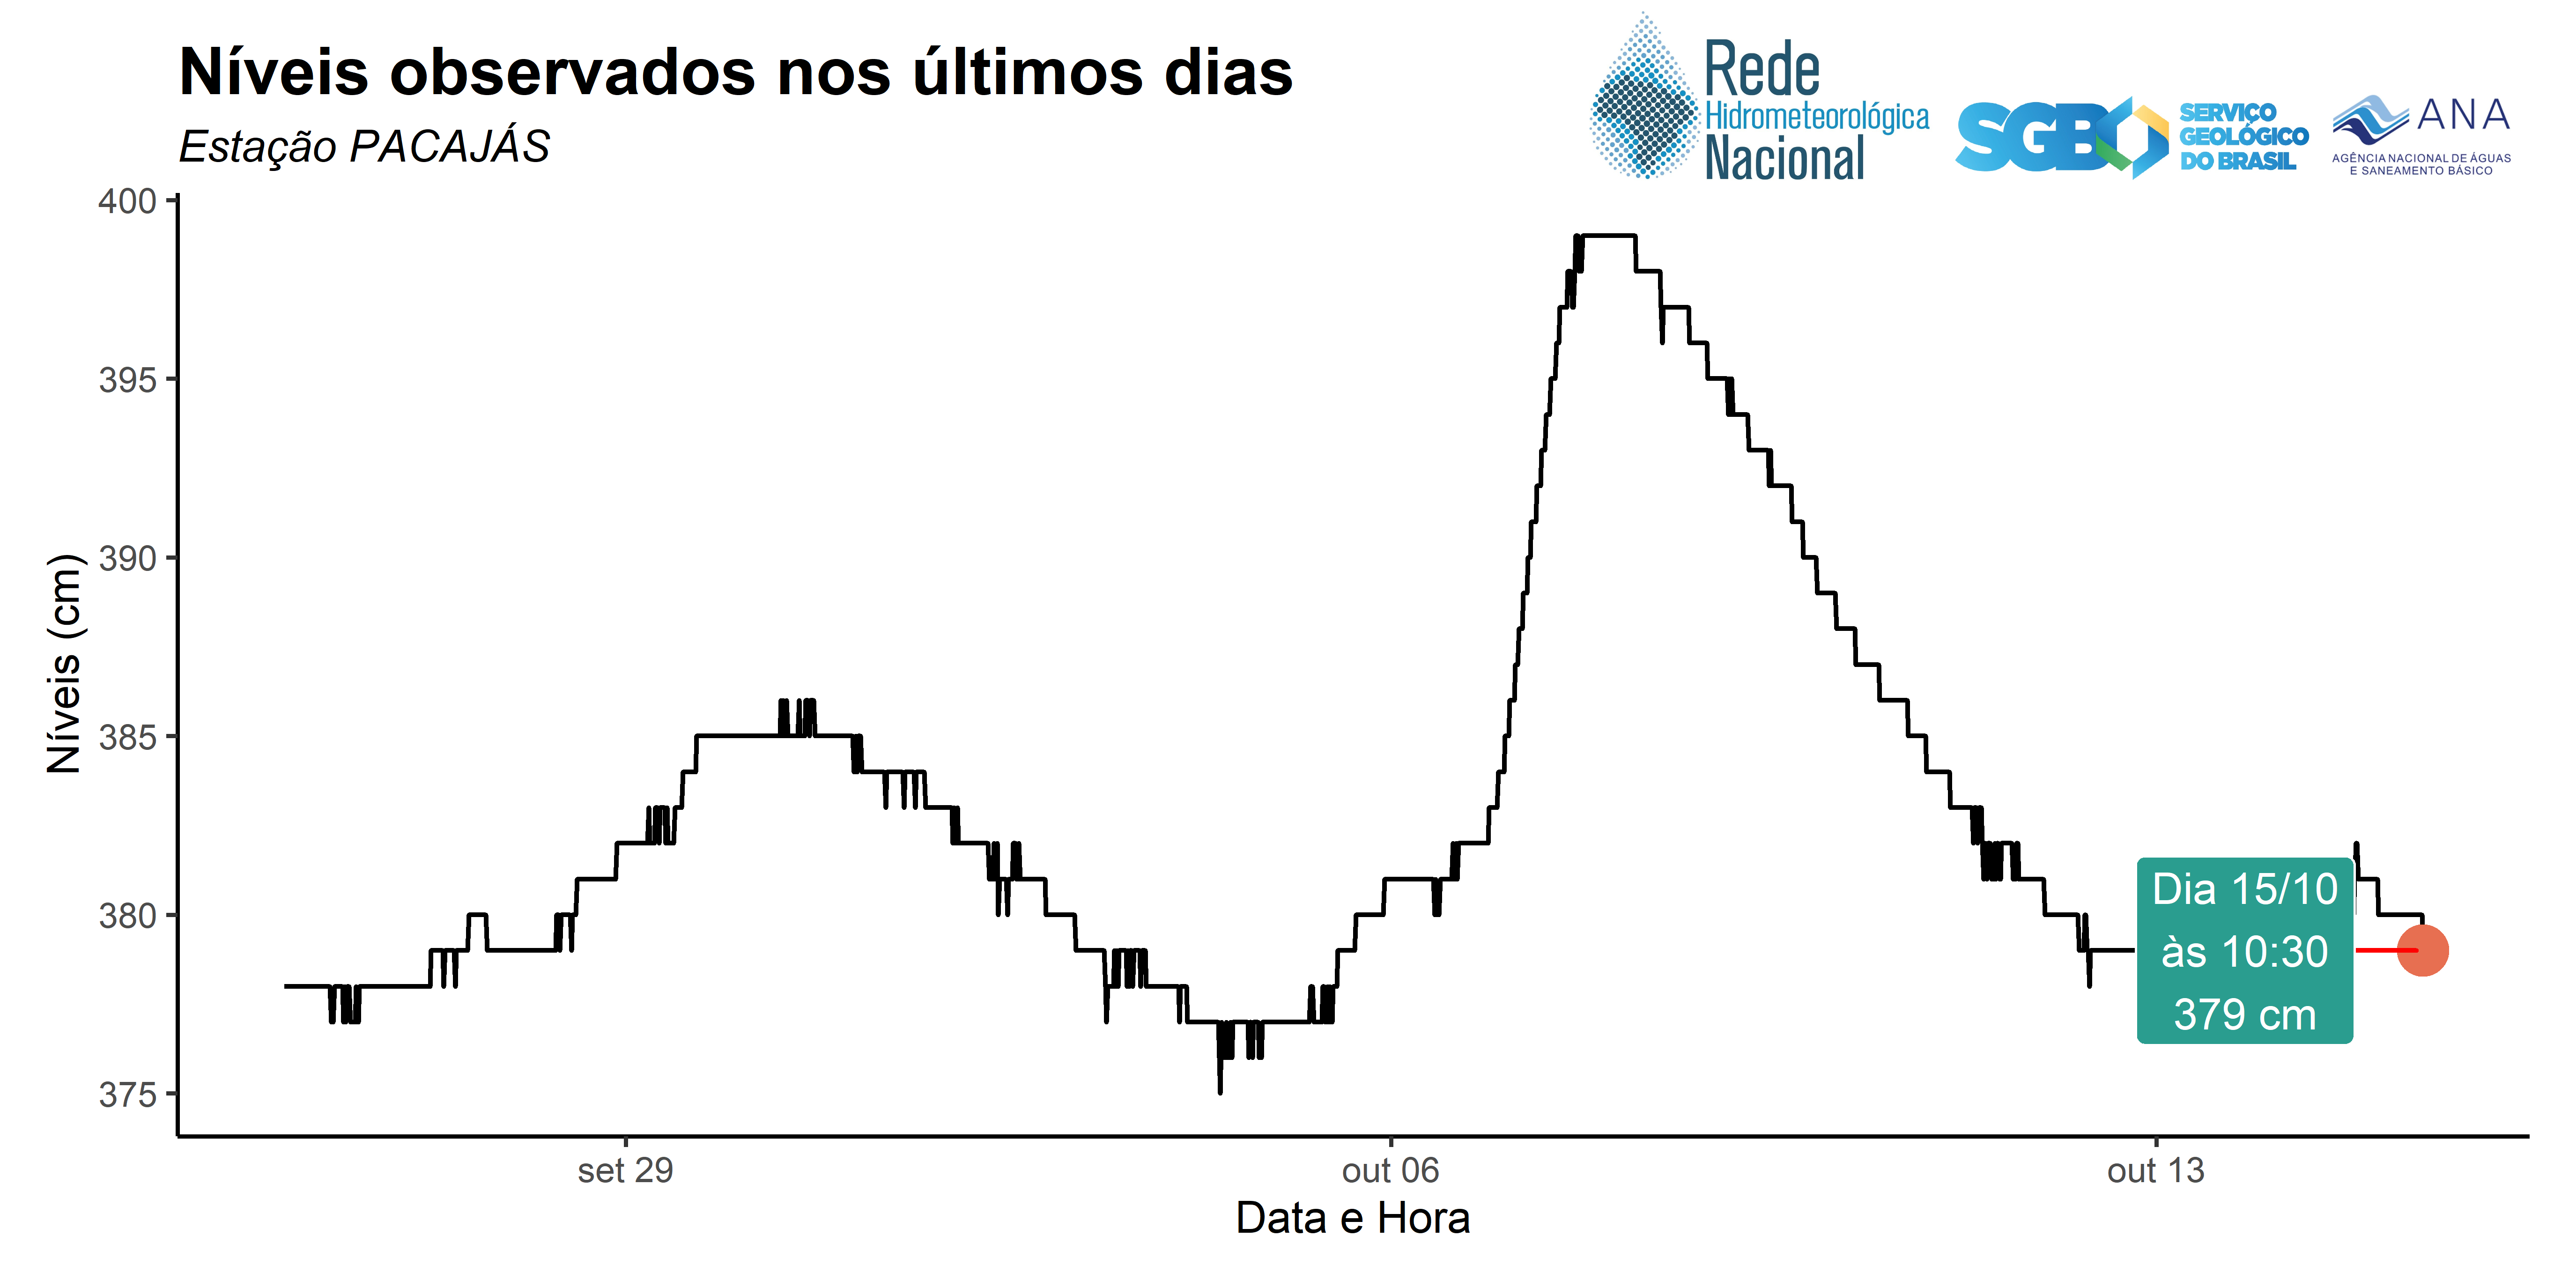 Níveis observados nos últimos dias
Estação PACAJÁS
Rede
Hidrometeorológica
Nacional
SGB
SERVIÇO
GEOLÓGICO
DO BRASIL
ANA
AGÊNCIA NACIONAL DE ÁGUAS
E SANEAMENTO BÁSICO
Níveis (cm)
400
395
390
385
380
375
Dia 15/10
às 10:30
379 cm
set 29
out 06
out 13
Data e Hora